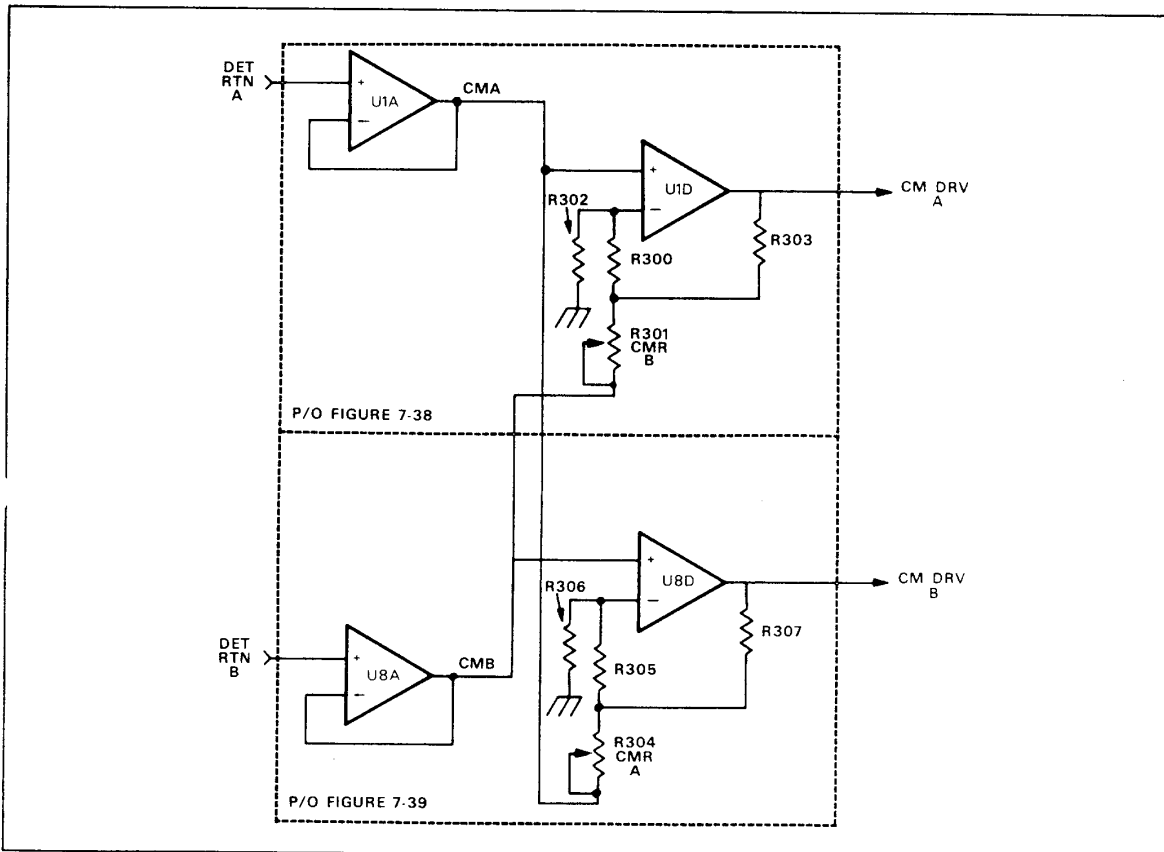 DET
RTN
A
+
U1A
−
CMA
+
U1D
−
CM DRV
A
R302
R300
R303
R301
CMR
B
P/O FIGURE 7-38
+
U8D
−
CM DRV
B
R306
R305
R307
DET
RTN
B
+
U8A
−
CMB
R304
CMR
A
P/O FIGURE 7-39